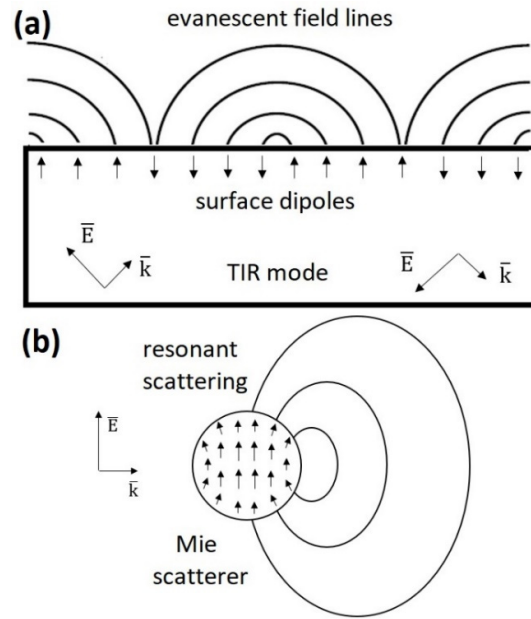 (a)
evanescent field lines
surface dipoles
E̅
k̅
TIR mode
E̅
k̅
(b)
resonant
scattering
E̅
k̅
Mie
scatterer